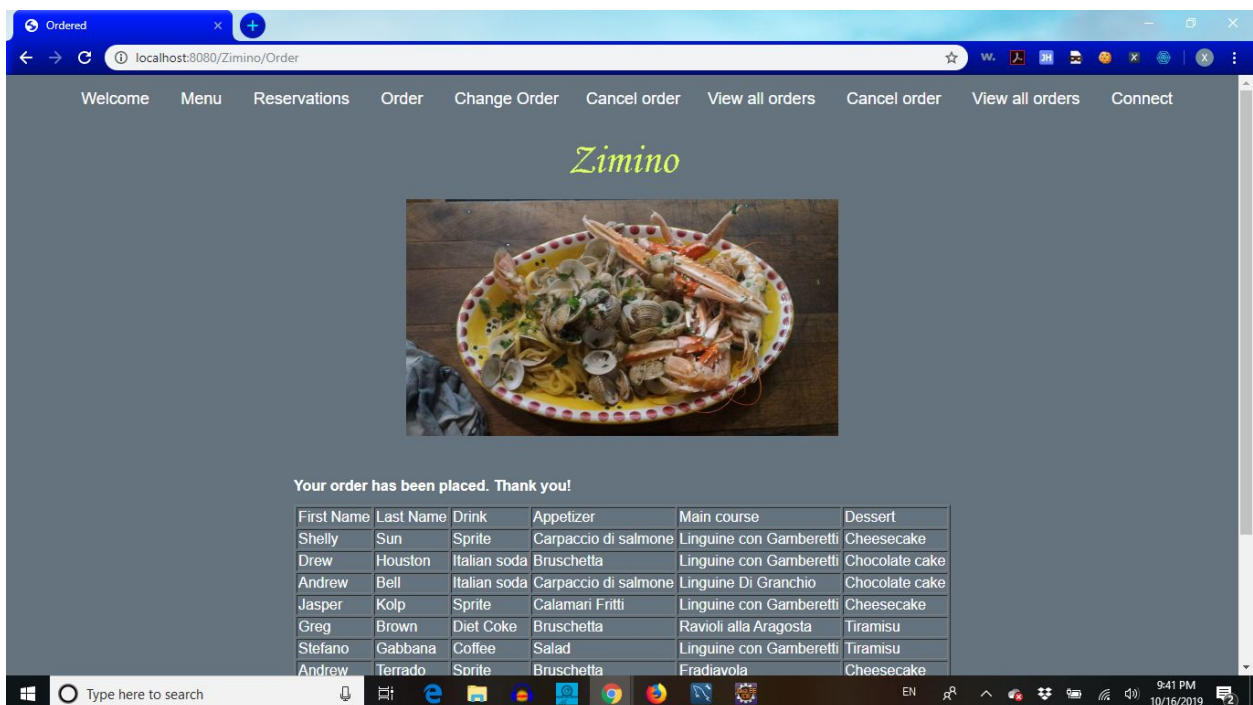 Ordered
localhost:8080/Zimino/Order
W. JH X
Welcome Menu Reservations Order Change Order Cancel order View all orders Cancel order View all orders Connect
Zimino
Your order has been placed. Thank you!
First Name Last Name Drink Appetizer Main course Dessert
Shelly Sun Sprite Carpaccio di salmone Linguine con Gamberetti Cheesecake
Drew Houston Italian soda Bruschetta Linguine con Gamberetti Chocolate cake
Andrew Bell Italian soda Carpaccio di salmone Linguine Di Granchio Chocolate cake
Jasper Kolp Sprite Calamari Fritti Linguine con Gamberetti Cheesecake
Greg Brown Diet Coke Bruschetta Ravioli alla Aragosta Tiramisu
Stefano Gabbana Coffee Salad Linguine con Gamberetti Tiramisu
Andrew Terrado Sprite Bruschetta Fradiavola Cheesecake
Type here to search EN 9:41 PM
10/16/2019 2